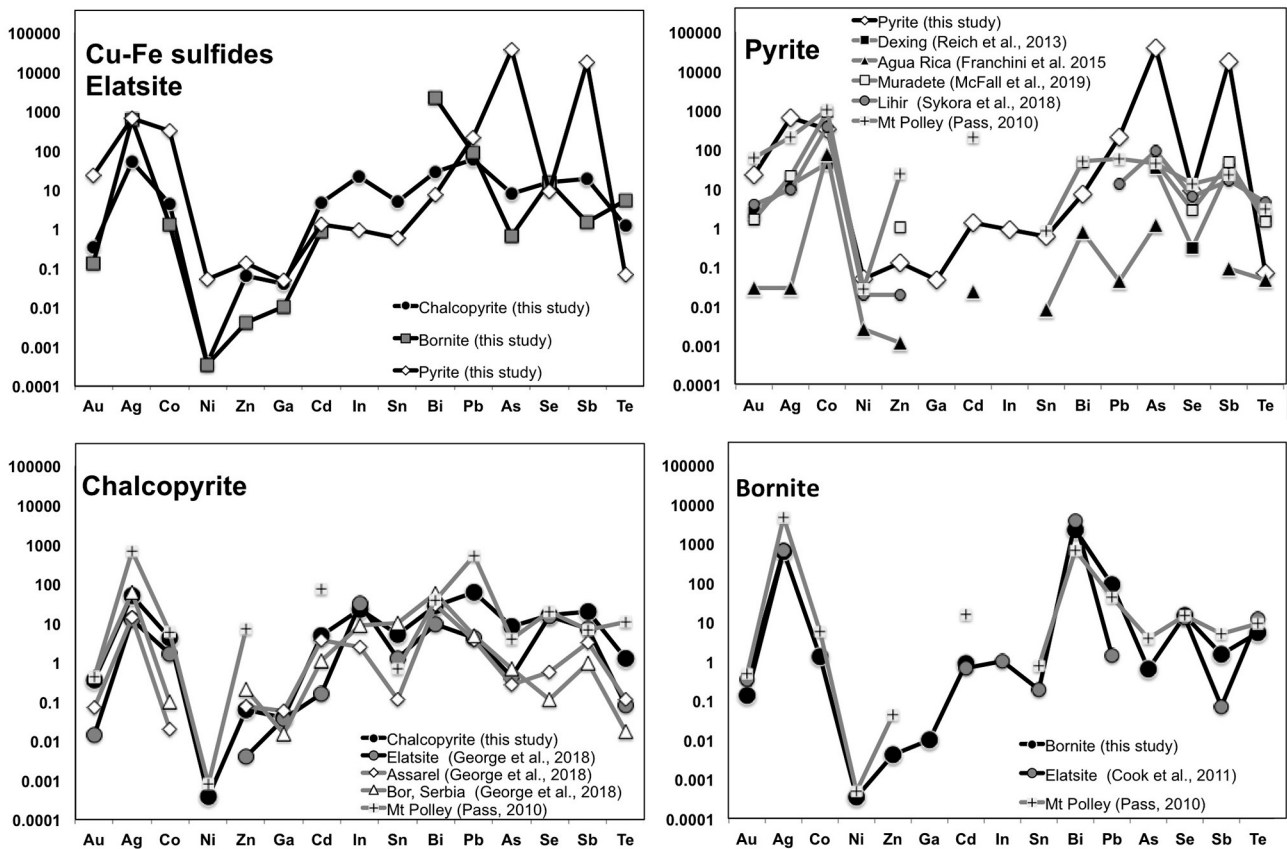 100000
10000
1000
100
10
1
0.1
0.01
0.001
0.0001
Cu-Fe sulfides
Elatsite
Chalcopyrite (this study)
Bornite (this study)
Pyrite (this study)
Au Ag Co Ni Zn Ga Cd In Sn Bi Pb As Se Sb Te
100000
10000
1000
100
10
1
0.1
0.01
0.001
0.0001
Pyrite
Pyrite (this study)
Dexing (Reich et al., 2013)
Agua Rica (Franchini et al. 2015
Muradete (McFall et al., 2019)
Lihir (Sykora et al., 2018)
Mt Polley (Pass, 2010)
Au Ag Co Ni Zn Ga Cd In Sn Bi Pb As Se Sb Te
100000
10000
1000
100
10
1
0.1
0.01
0.001
0.0001
Chalcopyrite
Chalcopyrite (this study)
Elatsite (George et al., 2018)
Assarel (George et al., 2018)
Bor, Serbia (George et al., 2018)
Mt Polley (Pass, 2010)
Au Ag Co Ni Zn Ga Cd In Sn Bi Pb As Se Sb Te
100000
10000
1000
100
10
1
0.1
0.01
0.001
0.0001
Bornite
Bornite (this study)
Elatsite (Cook et al., 2011)
Mt Polley (Pass, 2010)
Au Ag Co Ni Zn Ga Cd In Sn Bi Pb As Se Sb Te